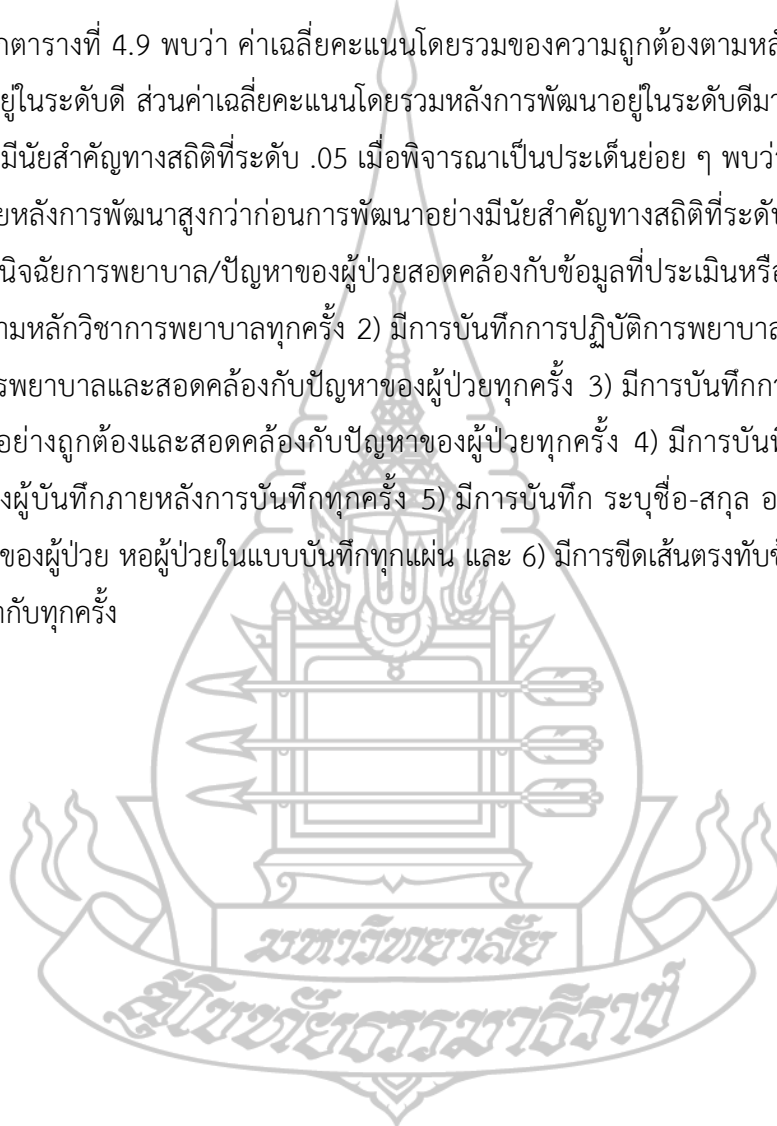 กตารางที่ 4.9 พบว่า ค่าเฉลี่ยคะแนนโดยรวมของความถูกต้องตามหลั
ยู่ในระดับดี ส่วนค่าเฉลี่ยคะแนนโดยรวมหลังการพัฒนาอยู่ในระดับดีมา
มีนัยสำคัญทางสถิติที่ระดับ .05 เมื่อพิจารณาเป็นประเด็นย่อย ๆ พบว่า
ยหลังการพัฒนาสูงกว่าก่อนการพัฒนาอย่างมีนัยสำคัญทางสถิติที่ระดับ
นิจฉัยการพยาบาล/ปัญหาของผู้ป่วยสอดคล้องกับข้อมูลที่ประเมินหรือ
ามหลักวิชาการพยาบาลทุกครั้ง 2) มีการบันทึกการปฏิบัติการพยาบาล
รพยาบาลและสอดคล้องกับปัญหาของผู้ป่วยทุกครั้ง 3) มีการบันทึกกา
อย่างถูกต้องและสอดคล้องกับปัญหาของผู้ป่วยทุกครั้ง 4) มีการบันทึ
งผู้บันทึกภายหลังการบันทึกทุกครั้ง 5) มีการบันทึก ระบุชื่อ-สกุล อ
ของผู้ป่วย หอผู้ป่วยในแบบบันทึกทุกแผ่น และ 6) มีการขีดเส้นตรงทับข้
ากับทุกครั้ง
มหาวิทยาลัย
สุโขทัยธรรมาธิราช